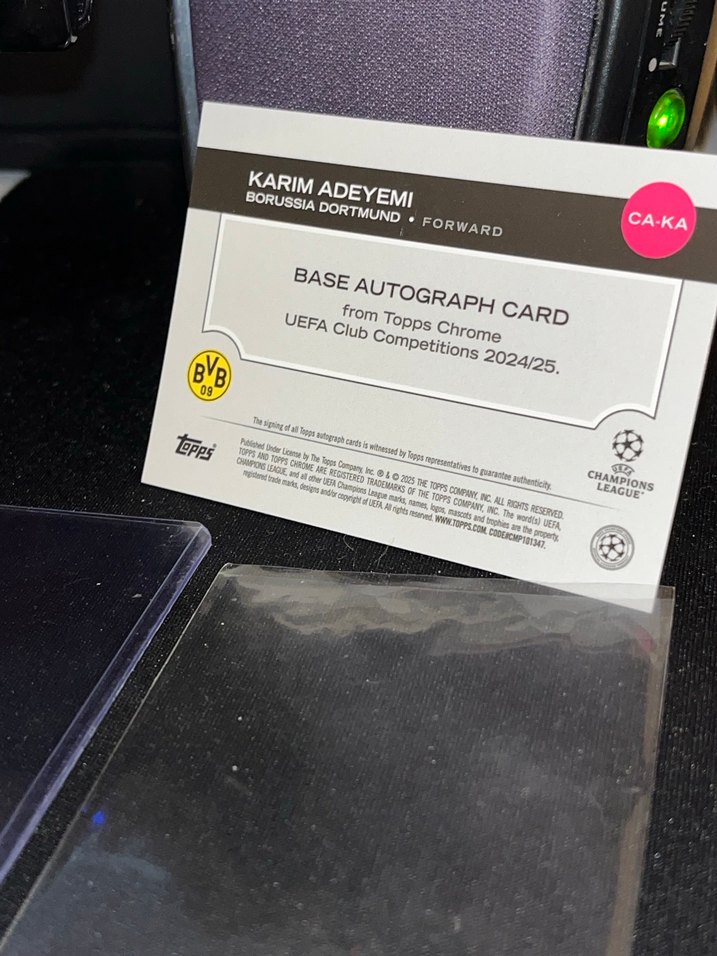 UME
KARIM ADEYEMI
BORUSSIA DORTMUND • FORWARD
CA-KA
BASE AUTOGRAPH CARD
from Topps Chrome
UEFA Club Competitions 2024/25.
BVB
09
The signing of all Topps autograph cards is witnessed by Topps representatives to guarantee authenticity.
topps®
Published Under License by The Topps Company, Inc. ® & © 2025 THE TOPPS COMPANY, INC. ALL RIGHTS RESERVED.
TOPPS AND TOPPS CHROME ARE REGISTERED TRADEMARKS OF THE TOPPS COMPANY, INC. The word(s) UEFA,
CHAMPIONS LEAGUE, and all other UEFA Champions League marks, names, logos, mascots and trophies are the property,
registered trade marks, designs and/or copyright of UEFA. All rights reserved. WWW.TOPPS.COM. CODE#CMP101347.
UEFA
CHAMPIONS
LEAGUE®